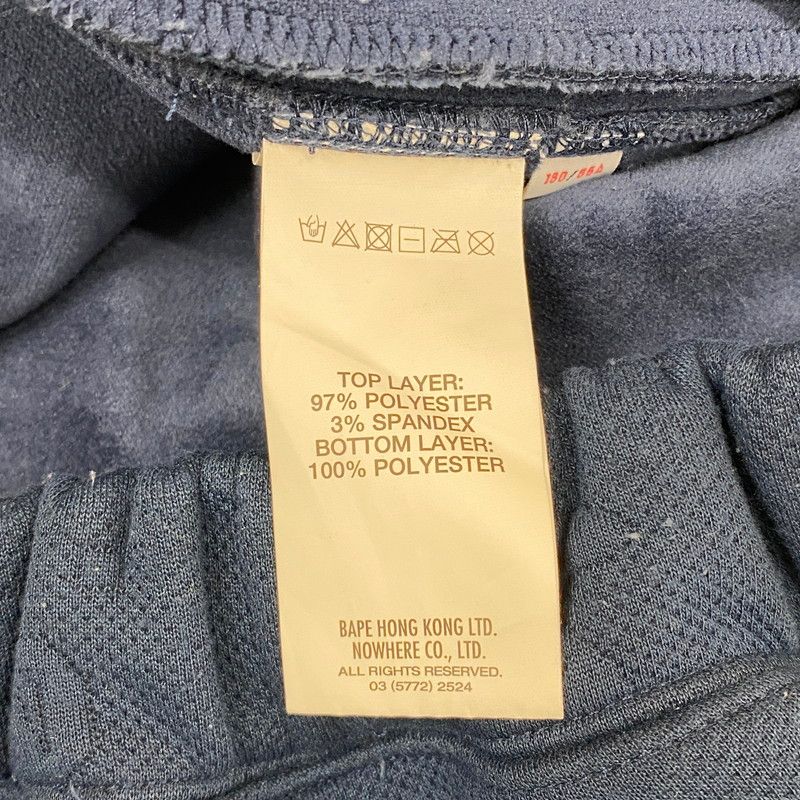 TOP LAYER:
97% POLYESTER
3% SPANDEX
BOTTOM LAYER:
100% POLYESTER
BAPE HONG KONG LTD.
NOWHERE CO., LTD.
ALL RIGHTS RESERVED.
03 (5772) 2524